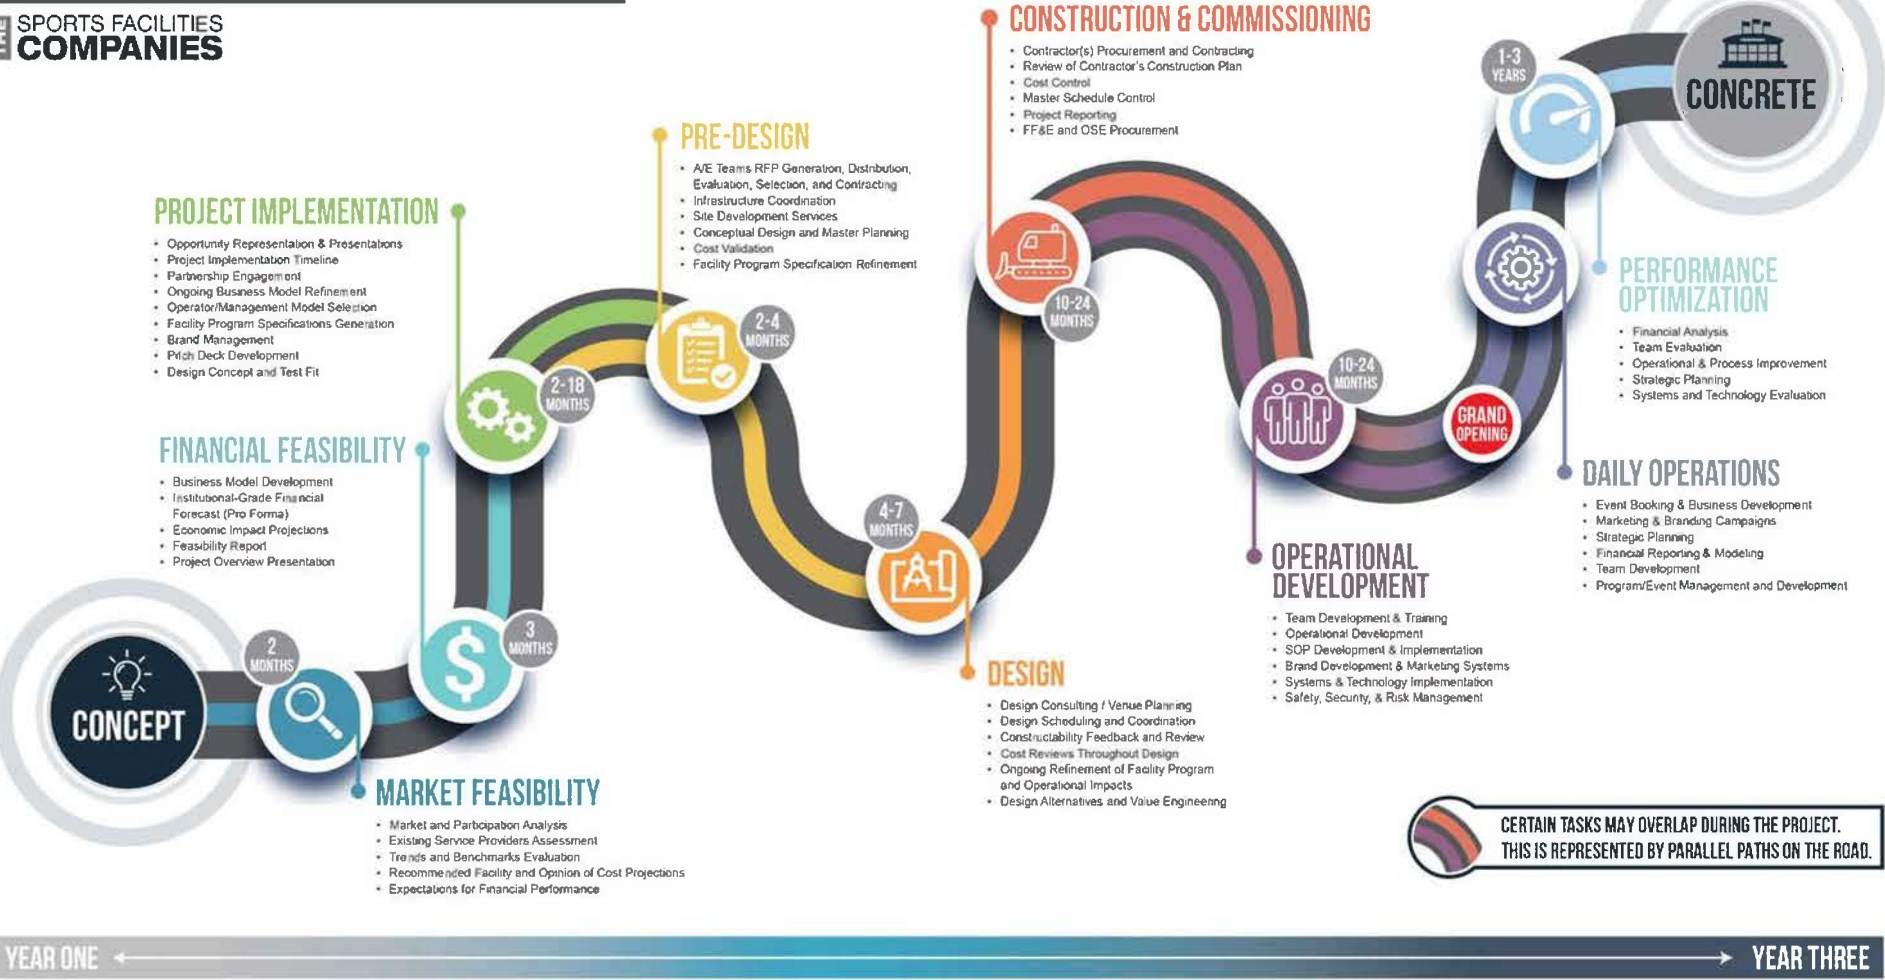 THE
SPORTS FACILITIES
COMPANIES
CONSTRUCTION & COMMISSIONING
• Contractor(s) Procurement and Contracting
• Review of Contractor's Construction Plan
• Cost Control
• Master Schedule Control
• Project Reporting
• FF&E and OSE Procurement
1-3
YEARS
CONCRETE
PRE-DESIGN
• A/E Teams RFP Generation, Distribution,
Evaluation, Selection, and Contracting
• Infrastructure Coordination
• Site Development Services
• Conceptual Design and Master Planning
• Cost Validation
• Facility Program Specification Refinement
PROJECT IMPLEMENTATION
• Opportunity Representation & Presentations
• Project Implementation Timeline
• Partnership Engagement
• Ongoing Business Model Refinement
• Operator/Management Model Selection
• Facility Program Specifications Generation
• Brand Management
• Pitch Deck Development
• Design Concept and Test Fit
2-18
MONTHS
2-4
MONTHS
10-24
MONTHS
10-24
MONTHS
GRAND
OPENING
PERFORMANCE
OPTIMIZATION
• Financial Analysis
• Team Evaluation
• Operational & Process Improvement
• Strategic Planning
• Systems and Technology Evaluation
FINANCIAL FEASIBILITY
• Business Model Development
• Institutional-Grade Financial
Forecast (Pro Forma)
• Economic Impact Projections
• Feasibility Report
• Project Overview Presentation
4-7
MONTHS
DAILY OPERATIONS
• Event Booking & Business Development
• Marketing & Branding Campaigns
• Strategic Planning
• Financial Reporting & Modeling
• Team Development
• Program/Event Management and Development
OPERATIONAL
DEVELOPMENT
• Team Development & Training
• Operational Development
• SOP Development & Implementation
• Brand Development & Marketing Systems
• Systems & Technology Implementation
• Safety, Security, & Risk Management
CONCEPT
2
MONTHS
$
3
MONTHS
DESIGN
• Design Consulting / Venue Planning
• Design Scheduling and Coordination
• Constructability Feedback and Review
• Cost Reviews Throughout Design
• Ongoing Refinement of Facility Program
and Operational Impacts
• Design Alternatives and Value Engineering
MARKET FEASIBILITY
• Market and Participation Analysis
• Existing Service Providers Assessment
• Trends and Benchmarks Evaluation
• Recommended Facility and Opinion of Cost Projections
• Expectations for Financial Performance
CERTAIN TASKS MAY OVERLAP DURING THE PROJECT.
THIS IS REPRESENTED BY PARALLEL PATHS ON THE ROAD.
YEAR ONE
YEAR THREE